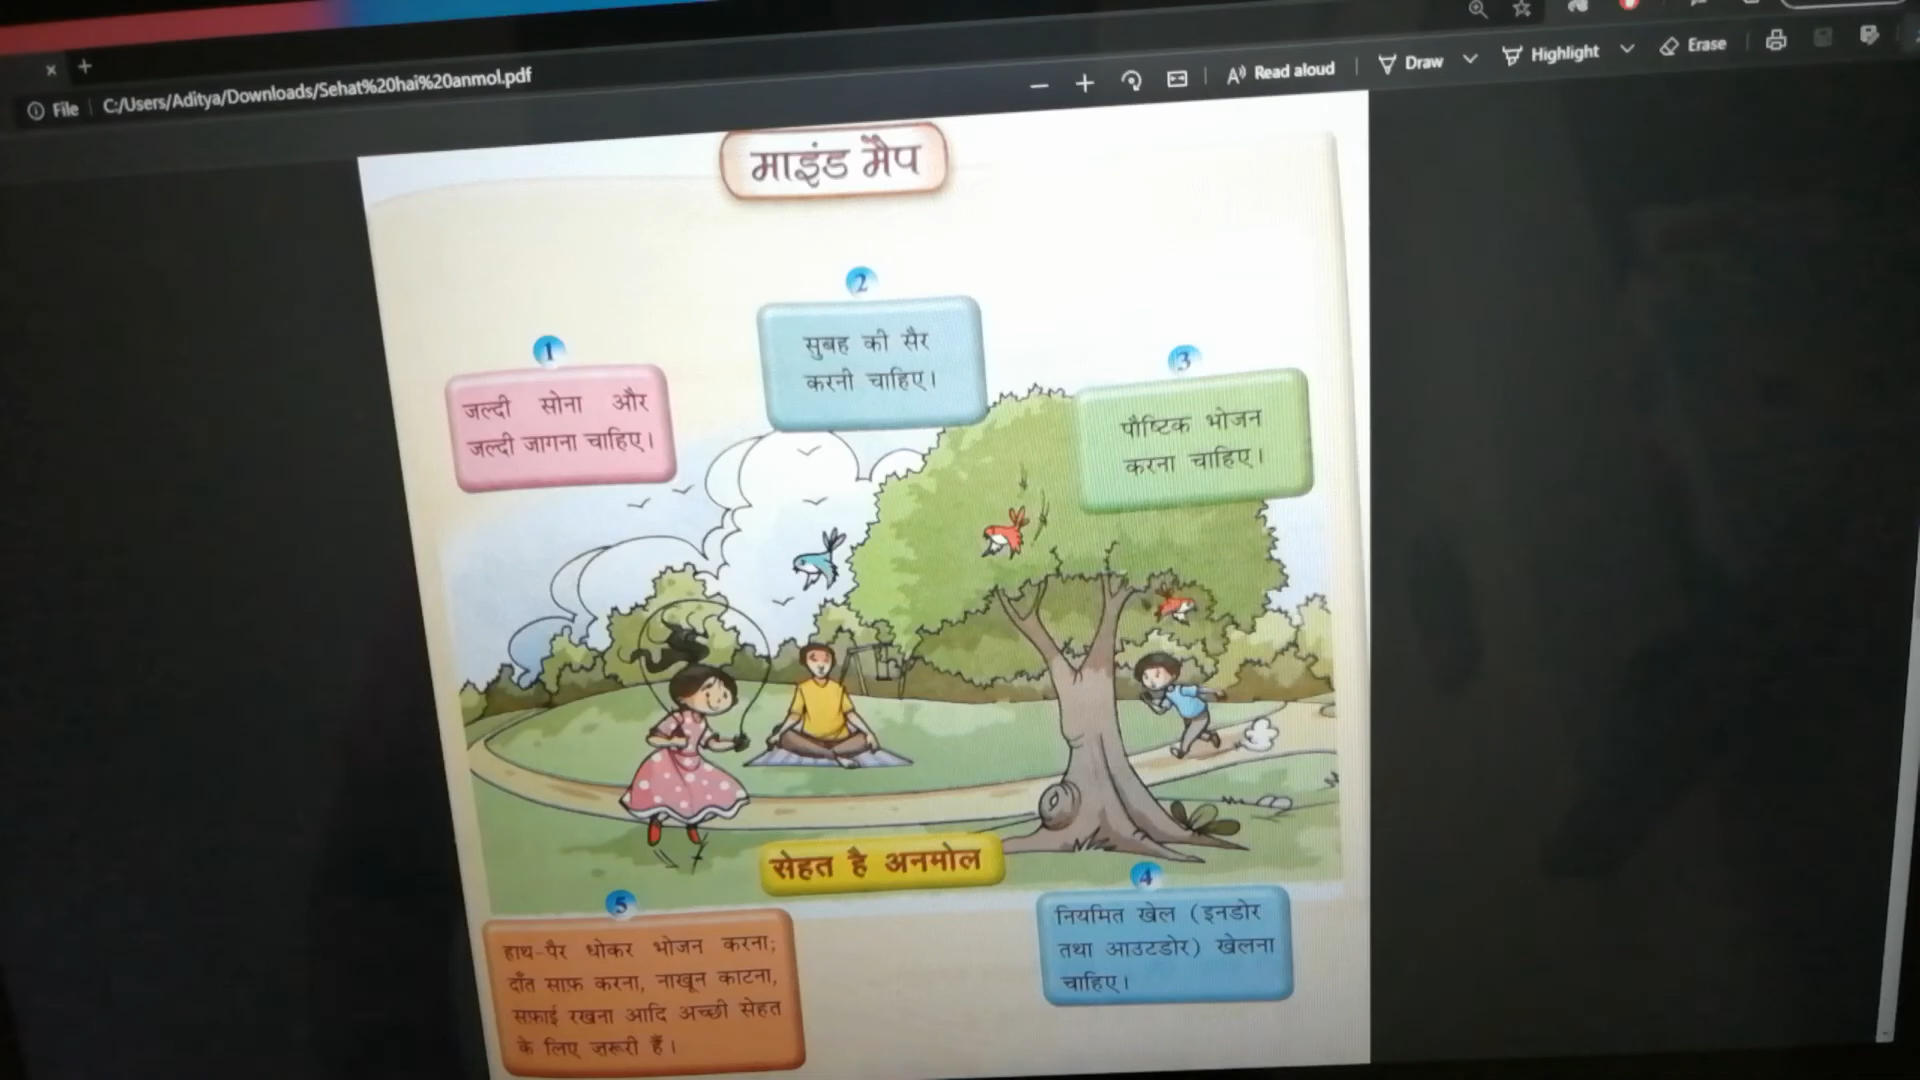 File
C:/Users/Aditya/Downloads/Sehat%20hai%20anmol.pdf
Read aloud
Draw
Highlight
Erase
माइंड मैप
1
जल्दी सोना और
जल्दी जागना चाहिए।
2
सुबह की सैर
करनी चाहिए।
3
पौष्टिक भोजन
करना चाहिए।
सेहत है अनमोल
4
नियमित खेल (इनडोर
तथा आउटडोर) खेलना
चाहिए।
5
हाथ-पैर धोकर भोजन करना;
दाँत साफ़ करना, नाखून काटना,
सफ़ाई रखना आदि अच्छी सेहत
के लिए ज़रूरी हैं।